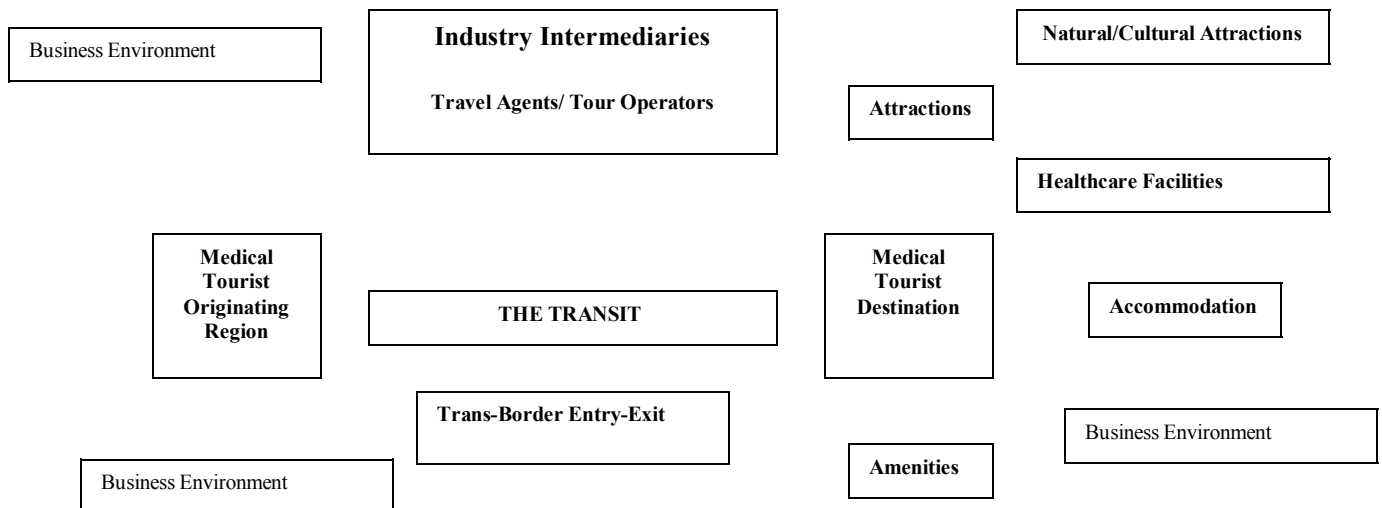 Business Environment
Industry Intermediaries
Travel Agents/ Tour Operators
Natural/Cultural Attractions
Attractions
Healthcare Facilities
Medical
Tourist
Originating
Region
THE TRANSIT
Medical
Tourist
Destination
Accommodation
Trans-Border Entry-Exit
Business Environment
Amenities
Business Environment